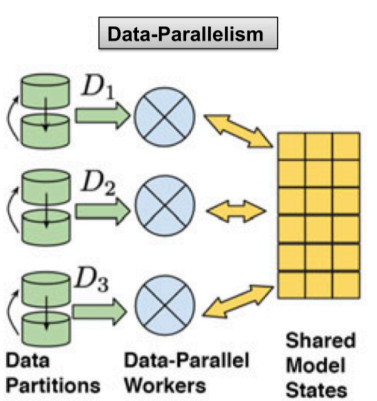 Data-Parallelism
D1
D2
D3
Data
Partitions
Data-Parallel
Workers
Shared
Model
States